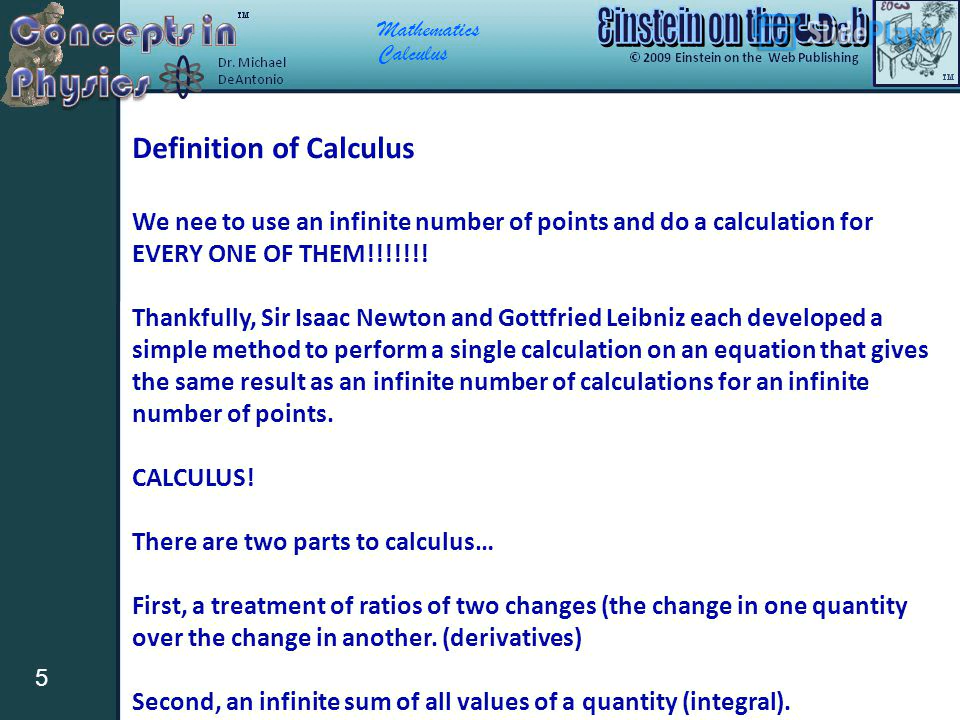 Concepts in ™
Physics
Dr. Michael
DeAntonio
Mathematics
Calculus
Einstein on the Web
© 2009 Einstein on the Web Publishing
SlidePlayer
™
Definition of Calculus
We nee to use an infinite number of points and do a calculation for
EVERY ONE OF THEM!!!!!!!
Thankfully, Sir Isaac Newton and Gottfried Leibniz each developed a
simple method to perform a single calculation on an equation that gives
the same result as an infinite number of calculations for an infinite
number of points.
CALCULUS!
There are two parts to calculus…
First, a treatment of ratios of two changes (the change in one quantity
over the change in another. (derivatives)
Second, an infinite sum of all values of a quantity (integral).
5